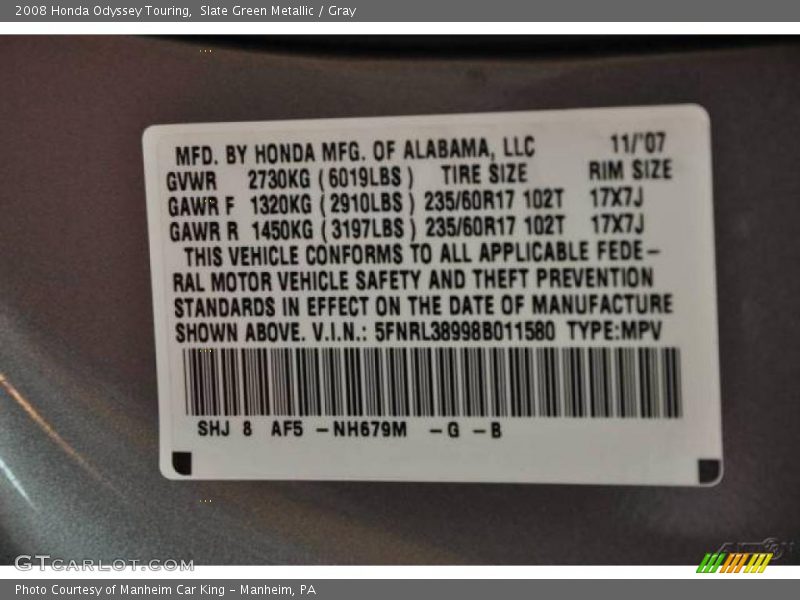 2008 Honda Odyssey Touring, Slate Green Metallic / Gray
MFD. BY HONDA MFG. OF ALABAMA, LLC 11/'07
GVWR 2730KG ( 6019LBS ) TIRE SIZE RIM SIZE
GAWR F 1320KG ( 2910LBS ) 235/60R17 102T 17X7J
GAWR R 1450KG ( 3197LBS ) 235/60R17 102T 17X7J
THIS VEHICLE CONFORMS TO ALL APPLICABLE FEDE-
RAL MOTOR VEHICLE SAFETY AND THEFT PREVENTION
STANDARDS IN EFFECT ON THE DATE OF MANUFACTURE
SHOWN ABOVE. V.I.N.: 5FNRL38998B011580 TYPE:MPV
SHJ 8 AF5 -NH679M -G -B
GTcarlot.com
Photo Courtesy of Manheim Car King - Manheim, PA